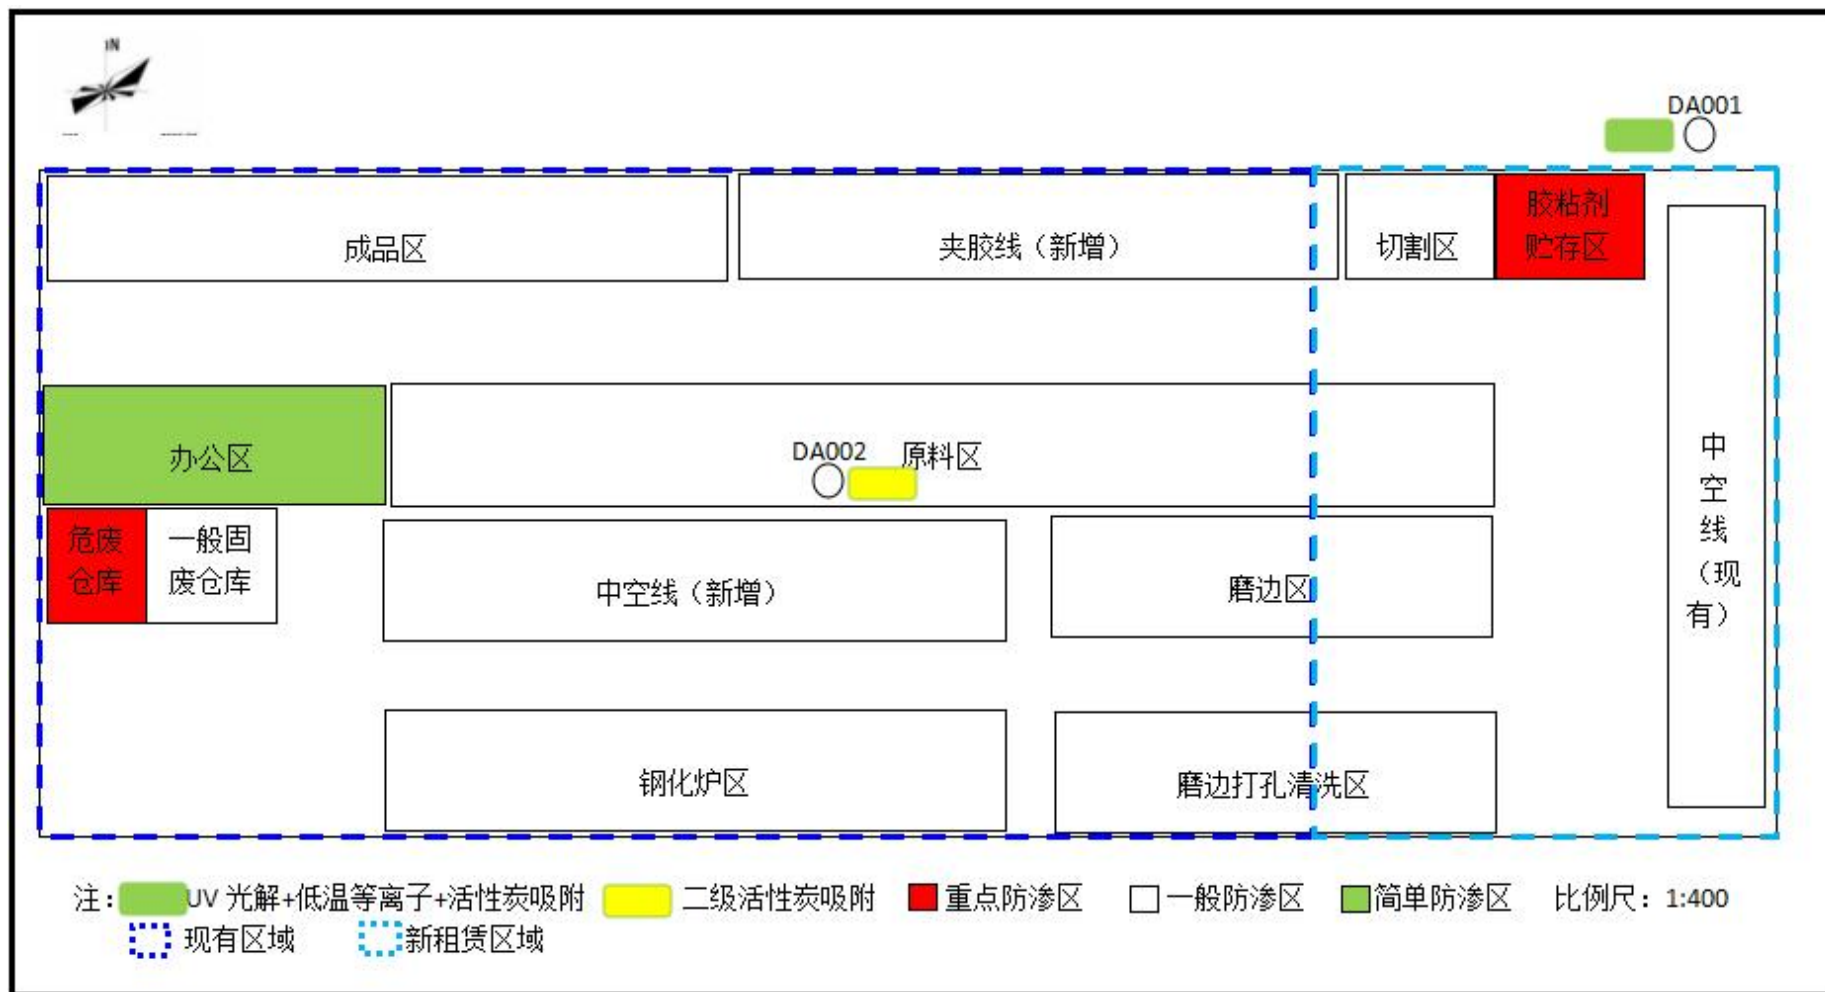 N
DA001
成品区
夹胶线（新增）
切割区
胶粘剂
贮存区
办公区
DA002
原料区
中
空
线
（现
有）
危废
仓库
一般固
废仓库
中空线（新增）
磨边区
钢化炉区
磨边打孔清洗区
注：UV 光解+低温等离子+活性炭吸附 二级活性炭吸附 重点防渗区 一般防渗区 简单防渗区 比例尺：1:400
现有区域 新租赁区域